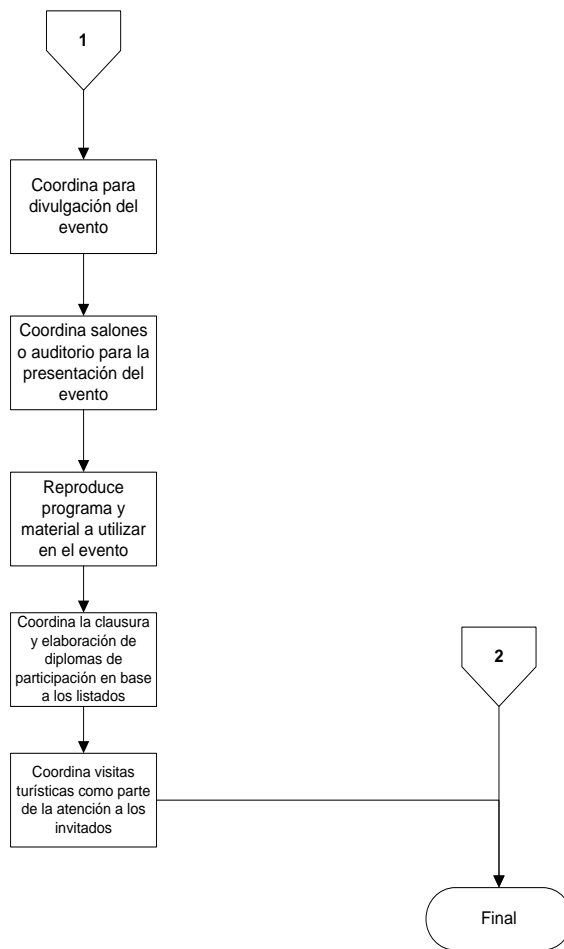 1
Coordina para
divulgación del
evento
Coordina salones
o auditorio para la
presentación del
evento
Reproduce
programa y
material a utilizar
en el evento
Coordina la clausura
y elaboración de
diplomas de
participación en base
a los listados
Coordina visitas
turísticas como parte
de la atención a los
invitados
2
Final